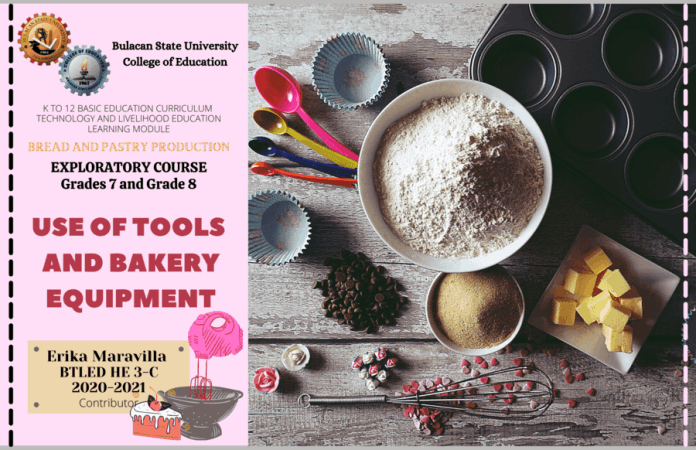 Bulacan State University
College of Education
K TO 12 BASIC EDUCATION CURRICULUM
TECHNOLOGY AND LIVELIHOOD EDUCATION
LEARNING MODULE
BREAD AND PASTRY PRODUCTION
EXPLORATORY COURSE
Grades 7 and Grade 8
USE OF TOOLS
AND BAKERY
EQUIPMENT
Erika Maravilla
BTLED HE 3-C
2020-2021
Contributor